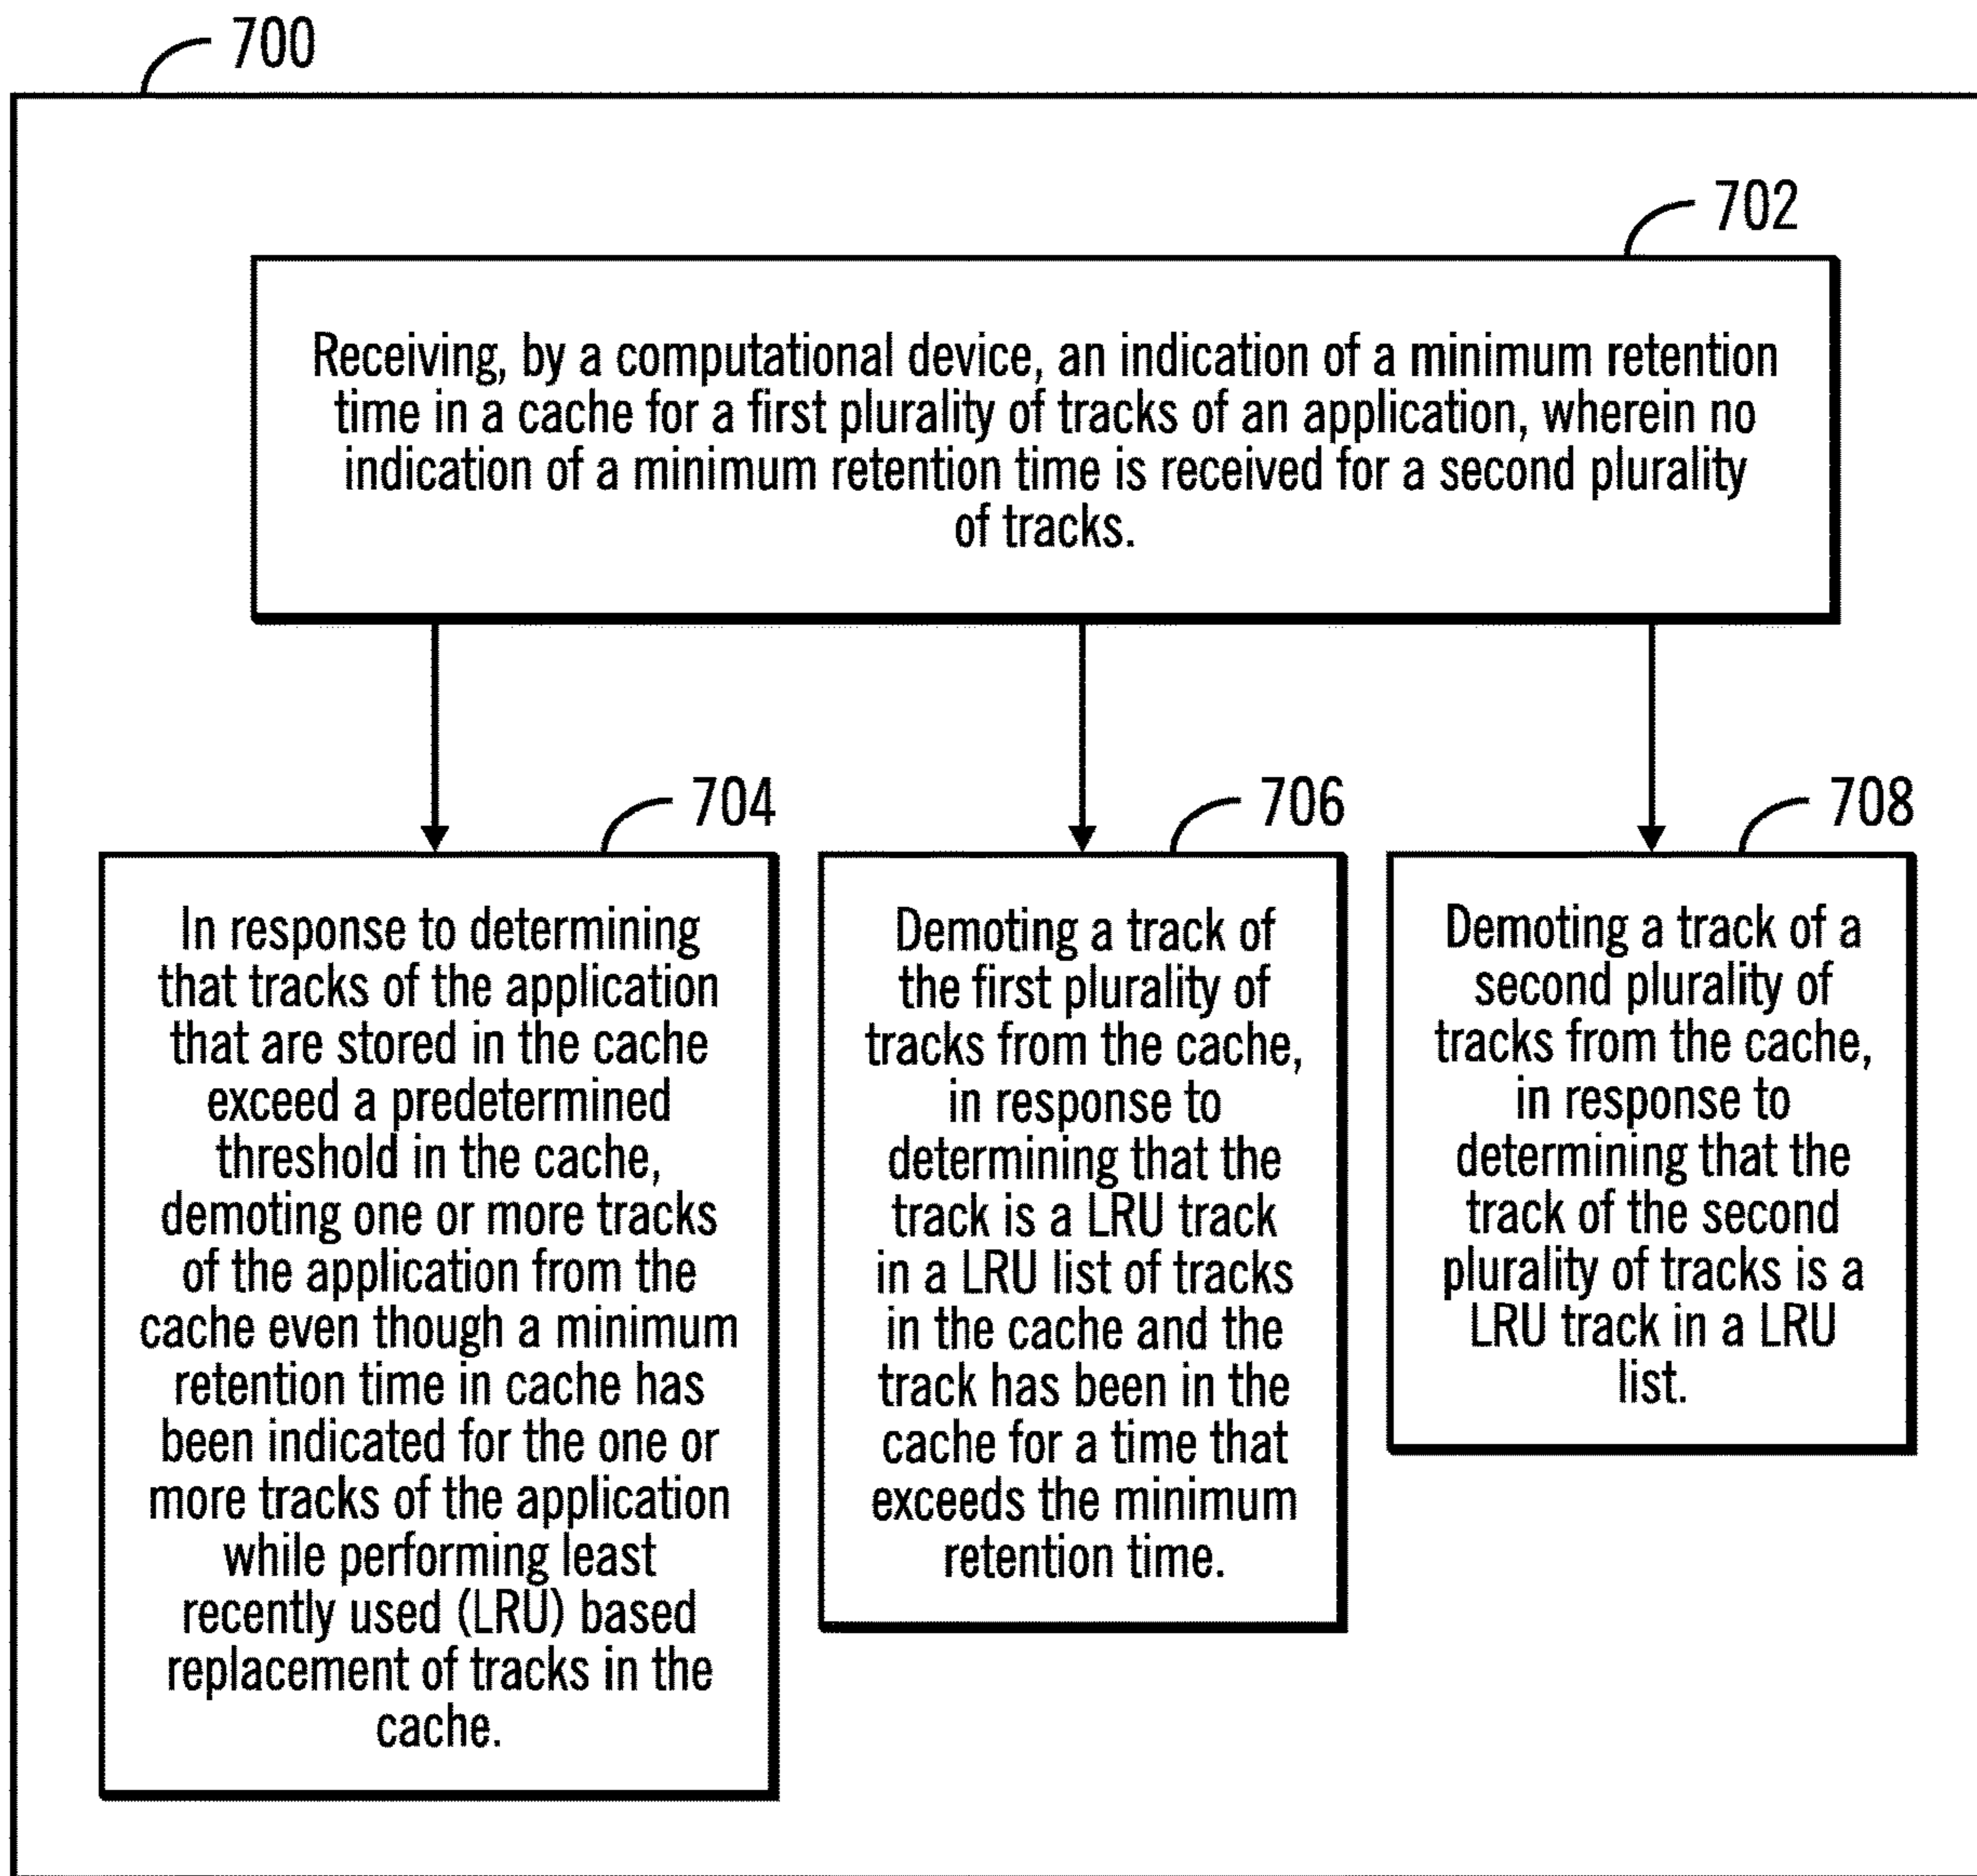 700
702
Receiving, by a computational device, an indication of a minimum retention
time in a cache for a first plurality of tracks of an application, wherein no
indication of a minimum retention time is received for a second plurality
of tracks.
704
In response to determining
that tracks of the application
that are stored in the cache
exceed a predetermined
threshold in the cache,
demoting one or more tracks
of the application from the
cache even though a minimum
retention time in cache has
been indicated for the one or
more tracks of the application
while performing least
recently used (LRU) based
replacement of tracks in the
cache.
706
Demoting a track of
the first plurality of
tracks from the cache,
in response to
determining that the
track is a LRU track
in a LRU list of tracks
in the cache and the
track has been in the
cache for a time that
exceeds the minimum
retention time.
708
Demoting a track of a
second plurality of
tracks from the cache,
in response to
determining that the
track of the second
plurality of tracks is a
LRU track in a LRU
list.